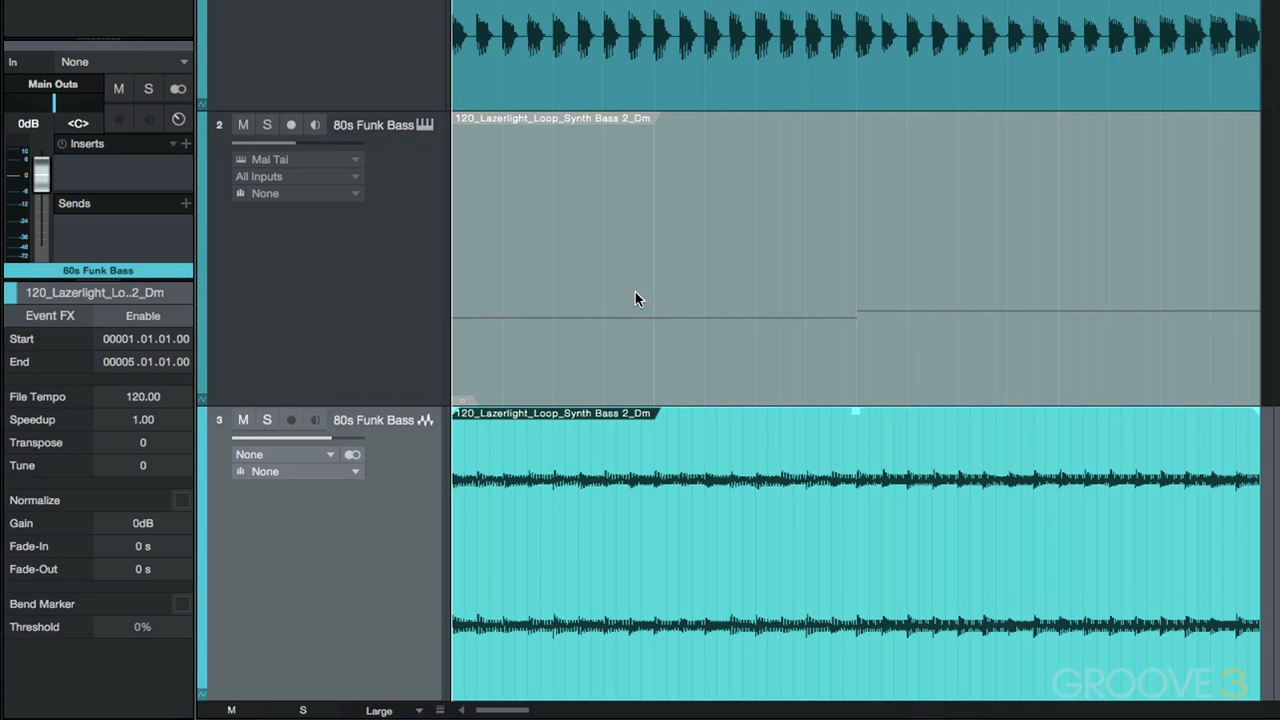 In None
Main Outs M S
0dB <C>
Inserts
10
6
0
-6
-12
-24
-36
-48
-72
Sends
80s Funk Bass
120_Lazerlight_Lo..2_Dm
Event FX Enable
Start 00001.01.01.00
End 00005.01.01.00
File Tempo 120.00
Speedup 1.00
Transpose 0
Tune 0
Normalize
Gain 0dB
Fade-In 0 s
Fade-Out 0 s
Bend Marker
Threshold 0%
2 M S 80s Funk Bass
Mai Tai
All Inputs
None
120_Lazerlight_Loop_Synth Bass 2_Dm
3 M S 80s Funk Bass
None
None
120_Lazerlight_Loop_Synth Bass 2_Dm
M S Large
GROOVE3